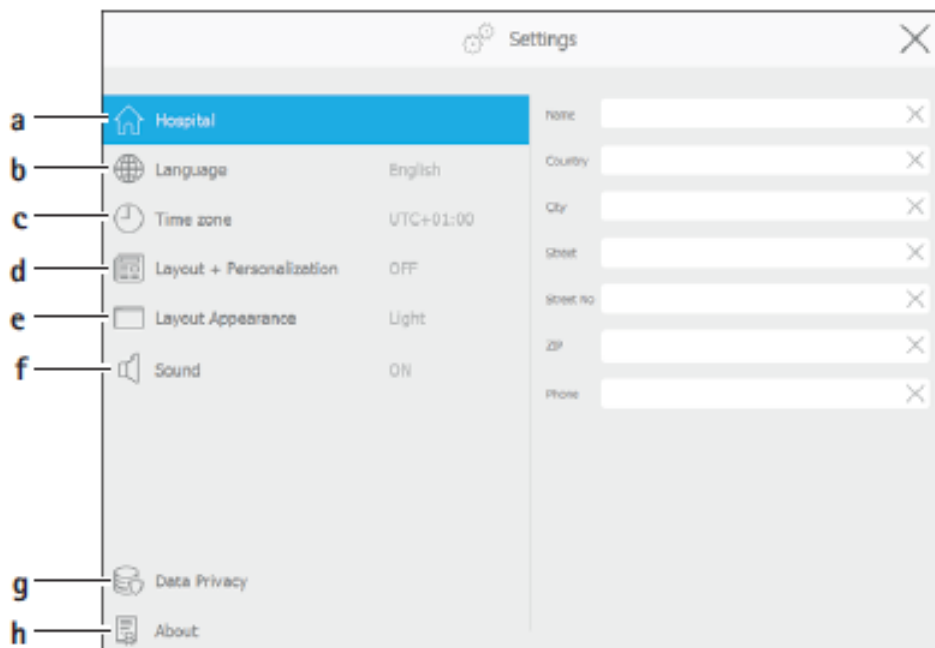 Settings
a Hospital
b Language English
c Time zone UTC+01:00
d Layout + Personalization OFF
e Layout Appearance Light
f Sound ON
g Data Privacy
h About
Name
Country
City
Street
Street No
ZIP
Phone